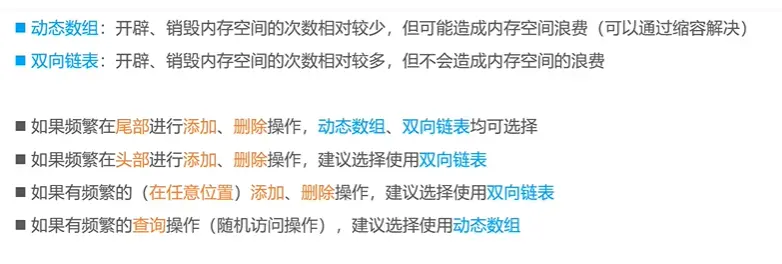 ■ 动态数组：开辟、销毁内存空间的次数相对较少，但可能造成内存空间浪费（可以通过缩容解决）
■ 双向链表：开辟、销毁内存空间的次数相对较多，但不会造成内存空间的浪费
■ 如果频繁在尾部进行添加、删除操作，动态数组、双向链表均可选择
■ 如果频繁在头部进行添加、删除操作，建议选择使用双向链表
■ 如果有频繁的（在任意位置）添加、删除操作，建议选择使用双向链表
■ 如果有频繁的查询操作（随机访问操作），建议选择使用动态数组